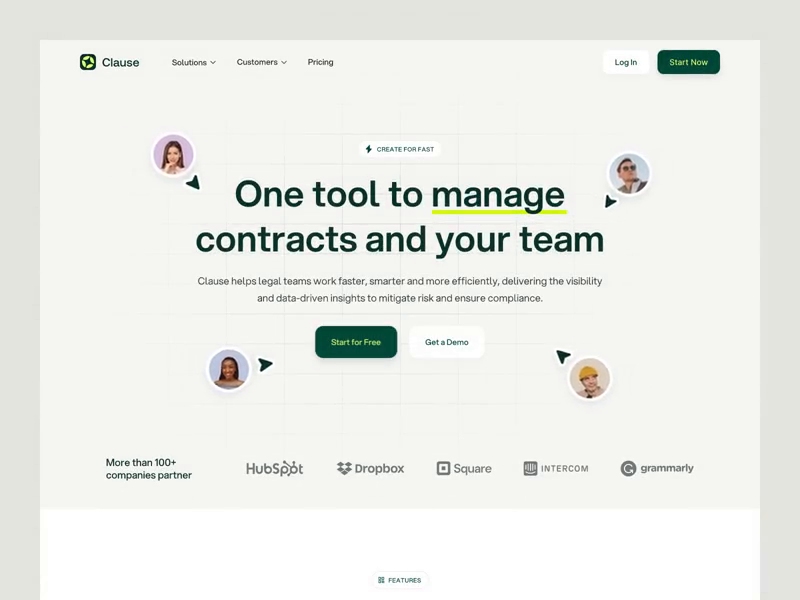 Clause
Solutions
Customers
Pricing
Log In
Start Now
CREATE FOR FAST
One tool to manage
contracts and your team
Clause helps legal teams work faster, smarter and more efficiently, delivering the visibility
and data-driven insights to mitigate risk and ensure compliance.
Start for Free
Get a Demo
More than 100+
companies partner
HubSpot
Dropbox
Square
INTERCOM
grammarly
FEATURES